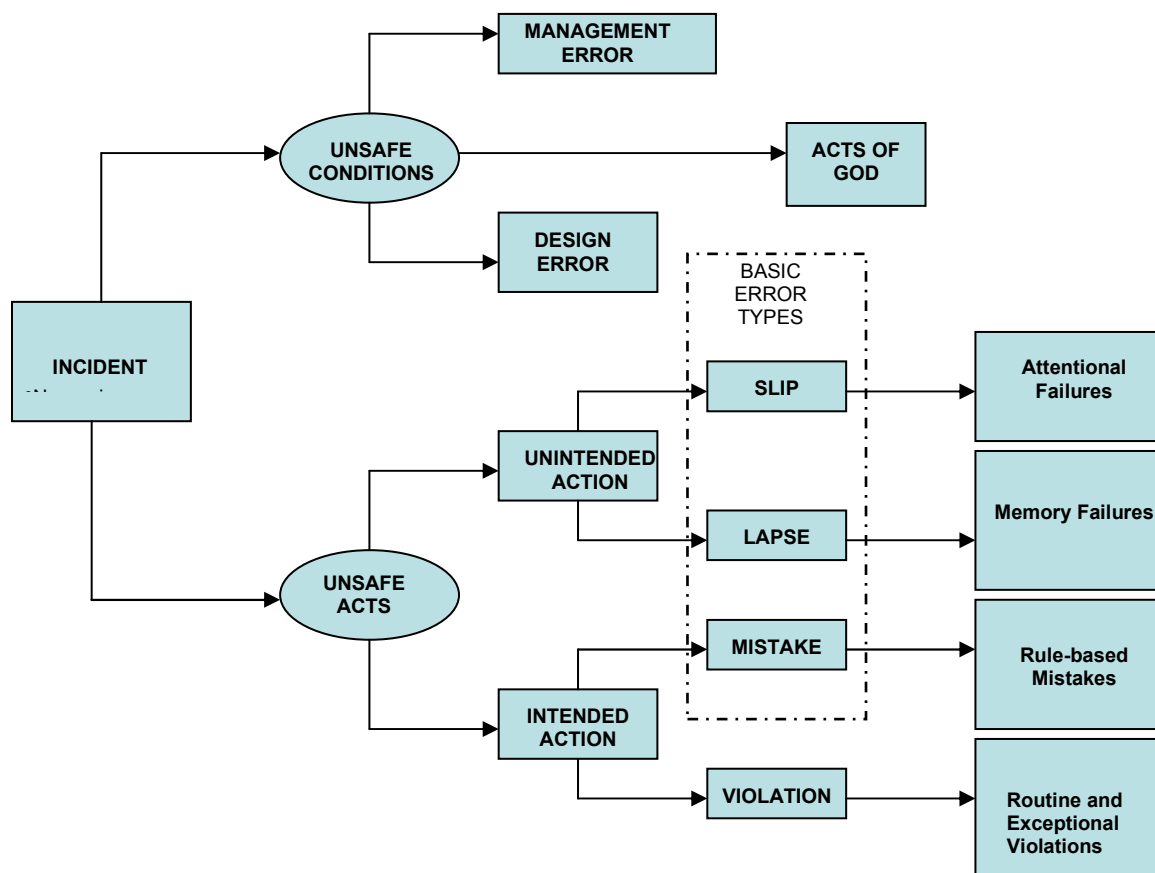 MANAGEMENT
ERROR
UNSAFE
CONDITIONS
ACTS OF
GOD
DESIGN
ERROR
BASIC
ERROR
TYPES
INCIDENT
SLIP
Attentional
Failures
UNINTENDED
ACTION
LAPSE
Memory Failures
UNSAFE
ACTS
MISTAKE
Rule-based
Mistakes
INTENDED
ACTION
VIOLATION
Routine and
Exceptional
Violations